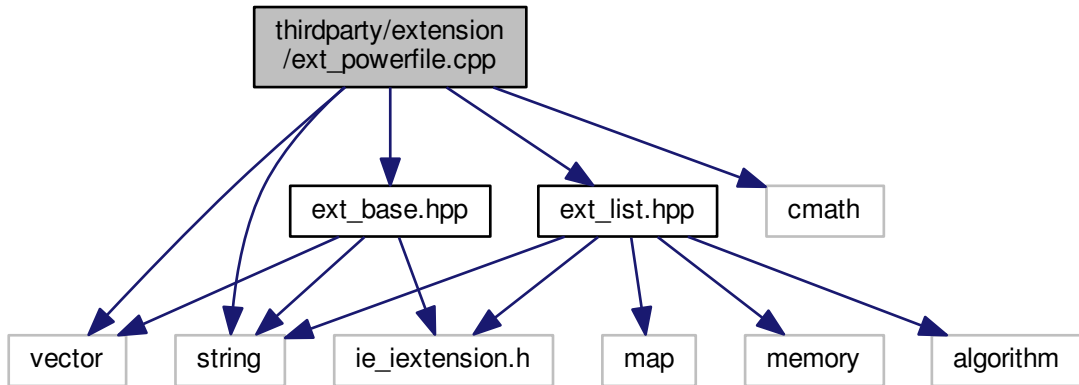 thirdparty/extension
/ext_powerfile.cpp
ext_base.hpp
ext_list.hpp
cmath
vector
string
ie_iextension.h
map
memory
algorithm